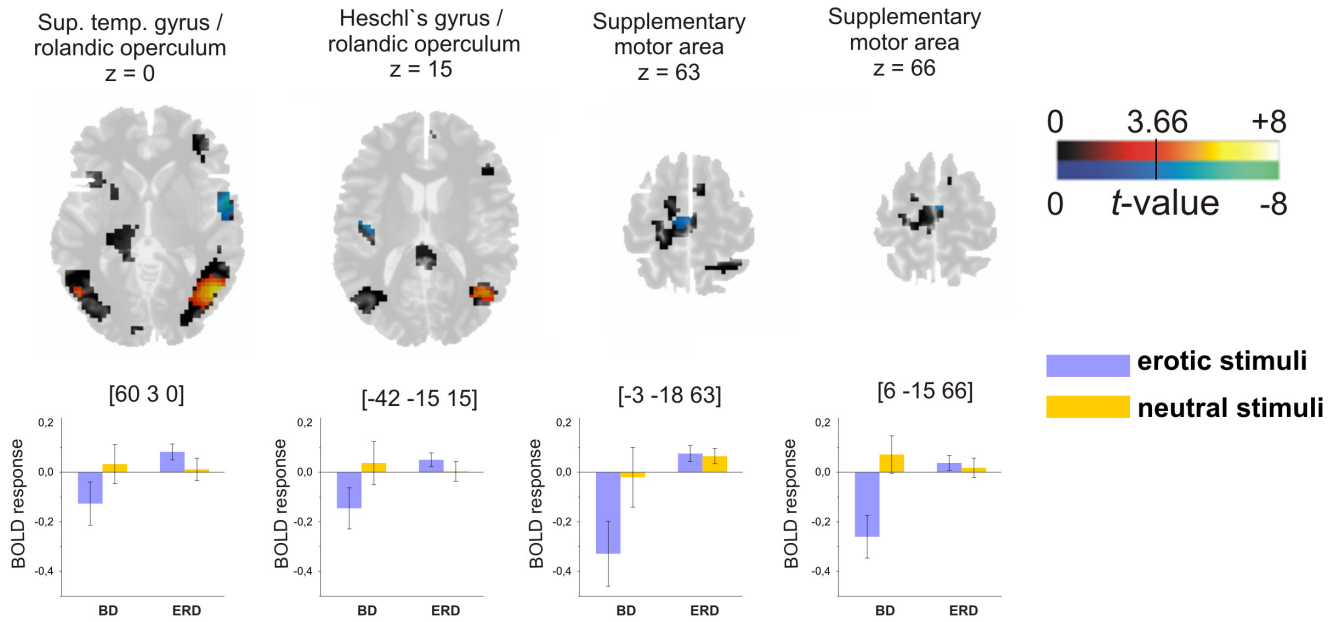 Sup. temp. gyrus /
rolandic operculum
z = 0
Heschl`s gyrus /
rolandic operculum
z = 15
Supplementary
motor area
z = 63
Supplementary
motor area
z = 66
0 3.66 +8
0 t-value -8
erotic stimuli
neutral stimuli
[60 3 0]
BOLD response
0,2
0,0
-0,2
-0,4
BD ERD
[-42 -15 15]
BOLD response
0,2
0,0
-0,2
-0,4
BD ERD
[-3 -18 63]
BOLD response
0,2
0,0
-0,2
-0,4
BD ERD
[6 -15 66]
BOLD response
0,2
0,0
-0,2
-0,4
BD ERD